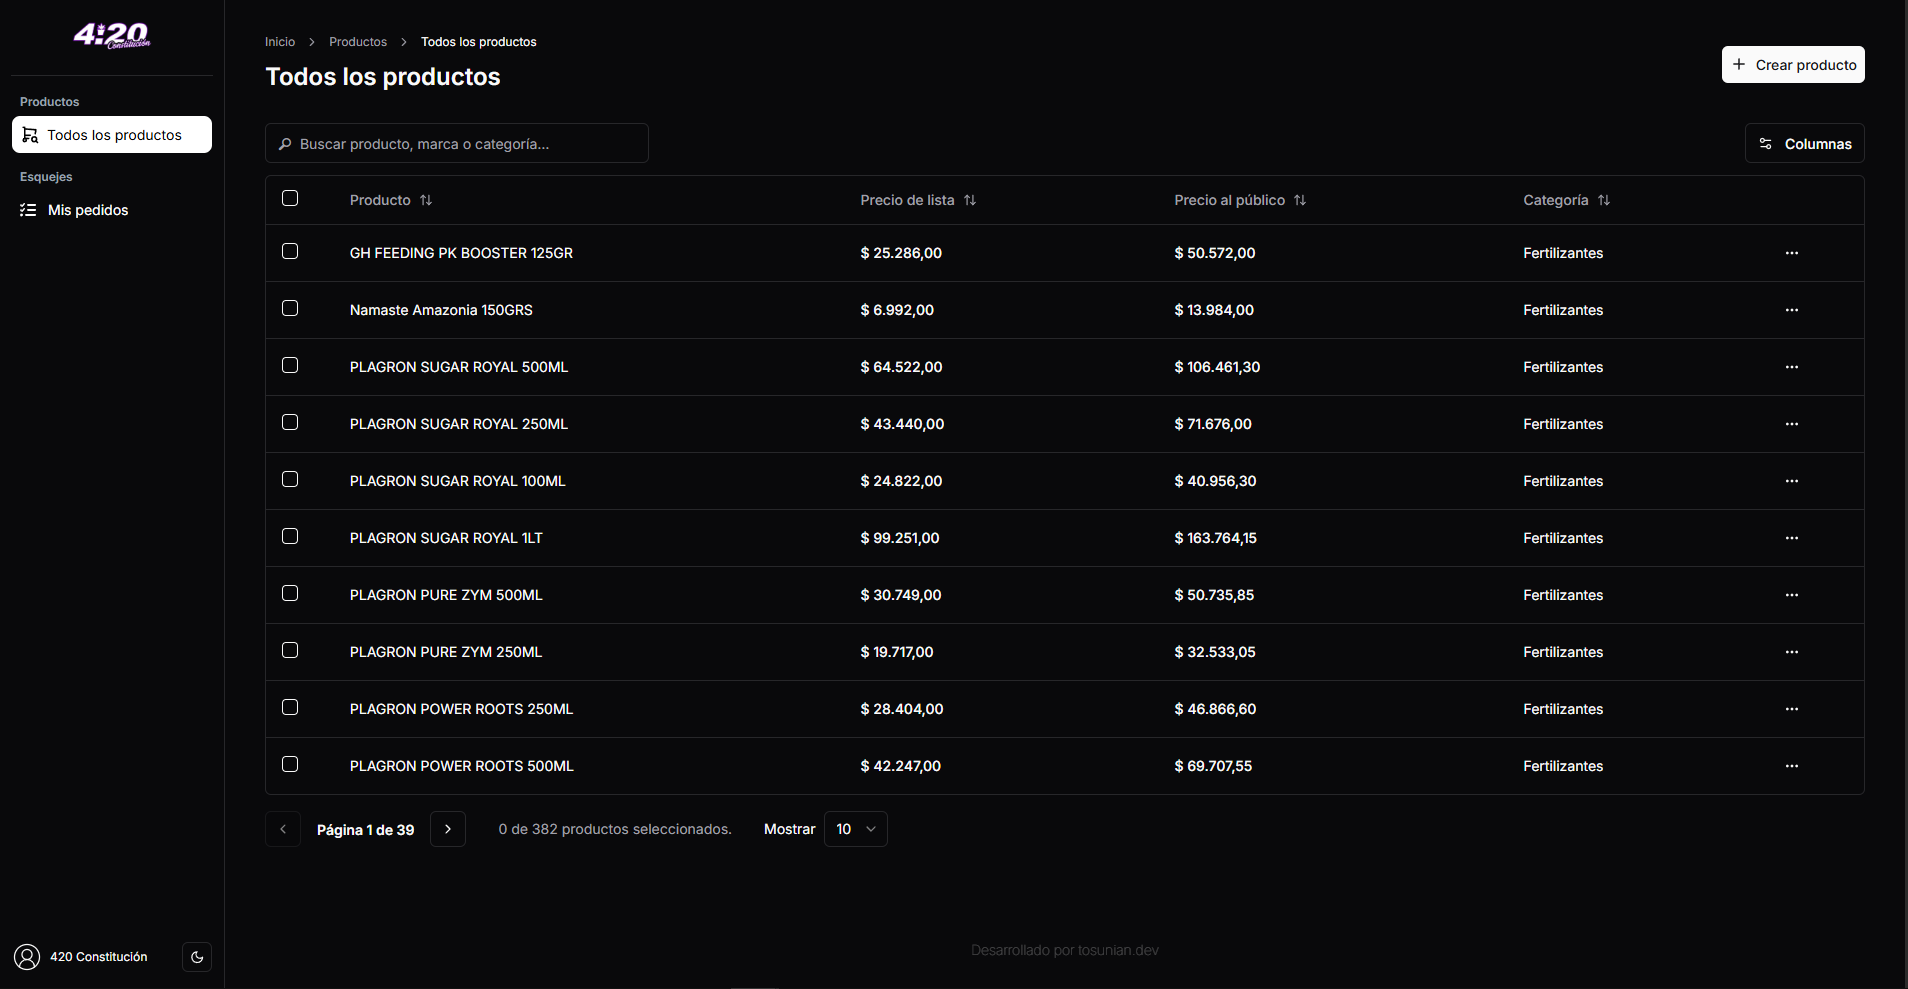 4:20
Constitución
Productos
Todos los productos
Esquejes
Mis pedidos
420 Constitución
Inicio > Productos > Todos los productos
Todos los productos
+ Crear producto
Buscar producto, marca o categoría...
Columnas
Producto Precio de lista Precio al público Categoría
GH FEEDING PK BOOSTER 125GR $ 25.286,00 $ 50.572,00 Fertilizantes ...
Namaste Amazonia 150GRS $ 6.992,00 $ 13.984,00 Fertilizantes ...
PLAGRON SUGAR ROYAL 500ML $ 64.522,00 $ 106.461,30 Fertilizantes ...
PLAGRON SUGAR ROYAL 250ML $ 43.440,00 $ 71.676,00 Fertilizantes ...
PLAGRON SUGAR ROYAL 100ML $ 24.822,00 $ 40.956,30 Fertilizantes ...
PLAGRON SUGAR ROYAL 1LT $ 99.251,00 $ 163.764,15 Fertilizantes ...
PLAGRON PURE ZYM 500ML $ 30.749,00 $ 50.735,85 Fertilizantes ...
PLAGRON PURE ZYM 250ML $ 19.717,00 $ 32.533,05 Fertilizantes ...
PLAGRON POWER ROOTS 250ML $ 28.404,00 $ 46.866,60 Fertilizantes ...
PLAGRON POWER ROOTS 500ML $ 42.247,00 $ 69.707,55 Fertilizantes ...
< Página 1 de 39 > 0 de 382 productos seleccionados. Mostrar 10
Desarrollado por tosunian.dev